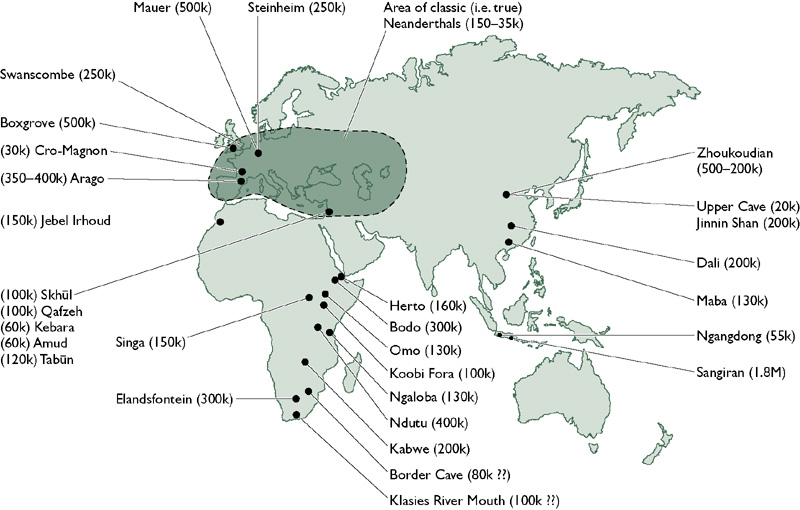 Mauer (500k)
Steinheim (250k)
Area of classic (i.e. true)
Neanderthals (150–35k)
Swanscombe (250k)
Boxgrove (500k)
(30k) Cro-Magnon
(350–400k) Arago
(150k) Jebel Irhoud
(100k) Skhūl
(100k) Qafzeh
(60k) Kebara
(60k) Amud
(120k) Tabūn
Singa (150k)
Elandsfontein (300k)
Herto (160k)
Bodo (300k)
Omo (130k)
Koobi Fora (100k)
Ngaloba (130k)
Ndutu (400k)
Kabwe (200k)
Border Cave (80k ??)
Klasies River Mouth (100k ??)
Zhoukoudian
(500–200k)
Upper Cave (20k)
Jinnin Shan (200k)
Dali (200k)
Maba (130k)
Ngangdong (55k)
Sangiran (1.8M)